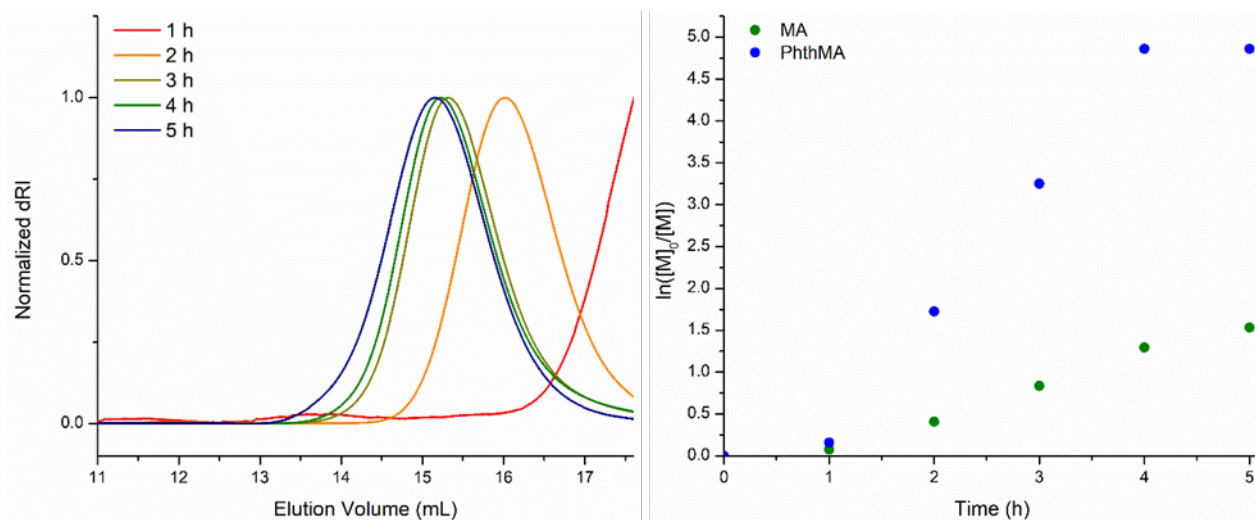 1 h
2 h
3 h
4 h
5 h
1.0
0.5
0.0
Normalized dRI
11 12 13 14 15 16 17
Elution Volume (mL)
MA
PhthMA
5.0
4.5
4.0
3.5
3.0
2.5
2.0
1.5
1.0
0.5
0.0
ln([M]₀/[M])
0 1 2 3 4 5
Time (h)